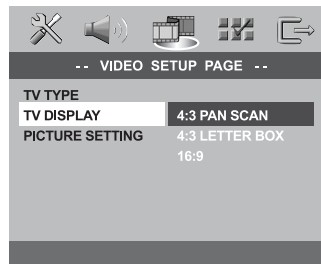 -- VIDEO SETUP PAGE --
TV TYPE
TV DISPLAY 4:3 PAN SCAN
PICTURE SETTING 4:3 LETTER BOX
16:9